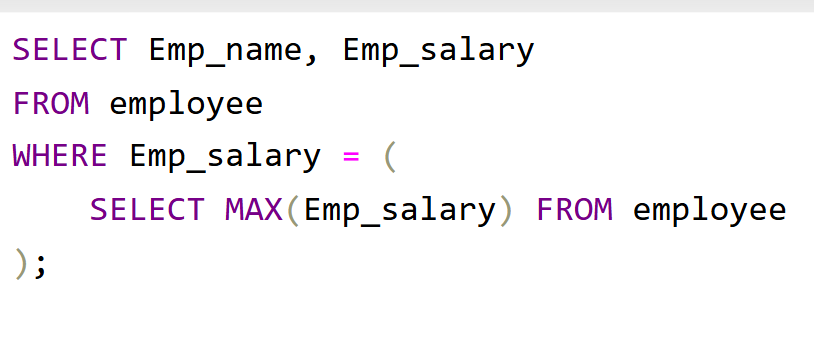 SELECT Emp_name, Emp_salary
FROM employee
WHERE Emp_salary = (
    SELECT MAX(Emp_salary) FROM employee
);